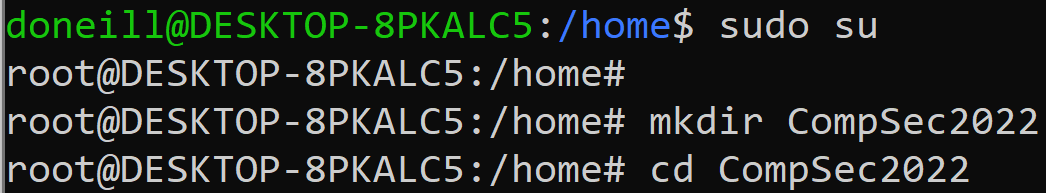 doneill@DESKTOP-8PKALC5:/home$ sudo su
root@DESKTOP-8PKALC5:/home#
root@DESKTOP-8PKALC5:/home# mkdir CompSec2022
root@DESKTOP-8PKALC5:/home# cd CompSec2022